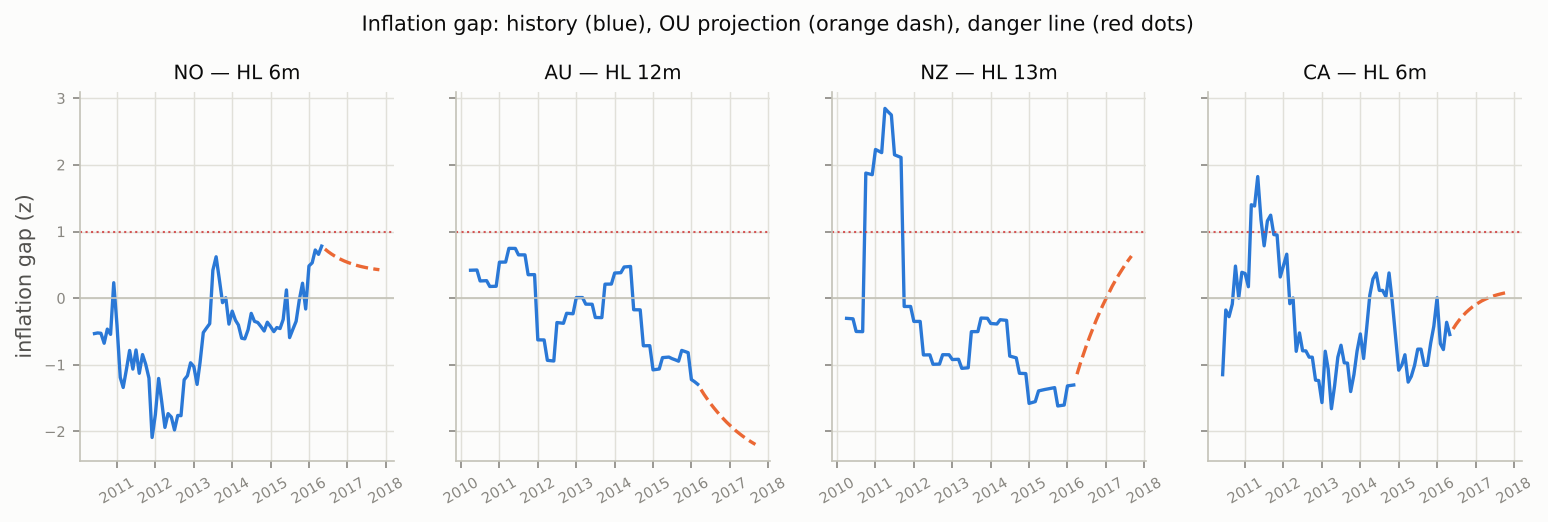 Inflation gap: history (blue), OU projection (orange dash), danger line (red dots)
NO — HL 6m
AU — HL 12m
NZ — HL 13m
CA — HL 6m
inflation gap (z)
3
2
1
0
−1
−2
2011 2012 2013 2014 2015 2016 2017 2018
2010 2011 2012 2013 2014 2015 2016 2017 2018
2010 2011 2012 2013 2014 2015 2016 2017 2018
2011 2012 2013 2014 2015 2016 2017 2018